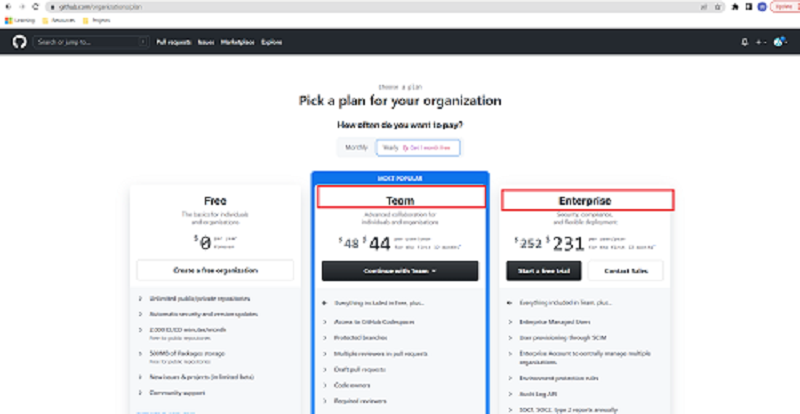 github.com/organizations/plan
Update
Learning Resources Projects
Search or jump to... / Pull requests Issues Marketplace Explore
Choose a plan
Pick a plan for your organization
How often do you want to pay?
Monthly Yearly Get 1 month free
MOST POPULAR
Free
The basics for individuals
and organizations
$0 per year
forever
Create a free organization
Unlimited public/private repositories
Automatic security and version updates
2,000 CI/CD minutes/month
Free for public repositories
500MB of Packages storage
Free for public repositories
New issues & projects (in limited beta)
Community support
Team
Advanced collaboration for
individuals and organizations
$48 $44 per user/year
for the first 12 months*
Continue with Team
Everything included in Free, plus...
Access to GitHub Codespaces
Protected branches
Multiple reviewers in pull requests
Draft pull requests
Code owners
Required reviewers
Enterprise
Security, compliance,
and flexible deployment
$252 $231 per user/year
for the first 12 months*
Start a free trial Contact Sales
Everything included in Team, plus...
Enterprise Managed Users
User provisioning through SCIM
Enterprise Account to centrally manage multiple
organizations
Environment protection rules
Audit Log API
SOC1, SOC2, type 2 reports annually